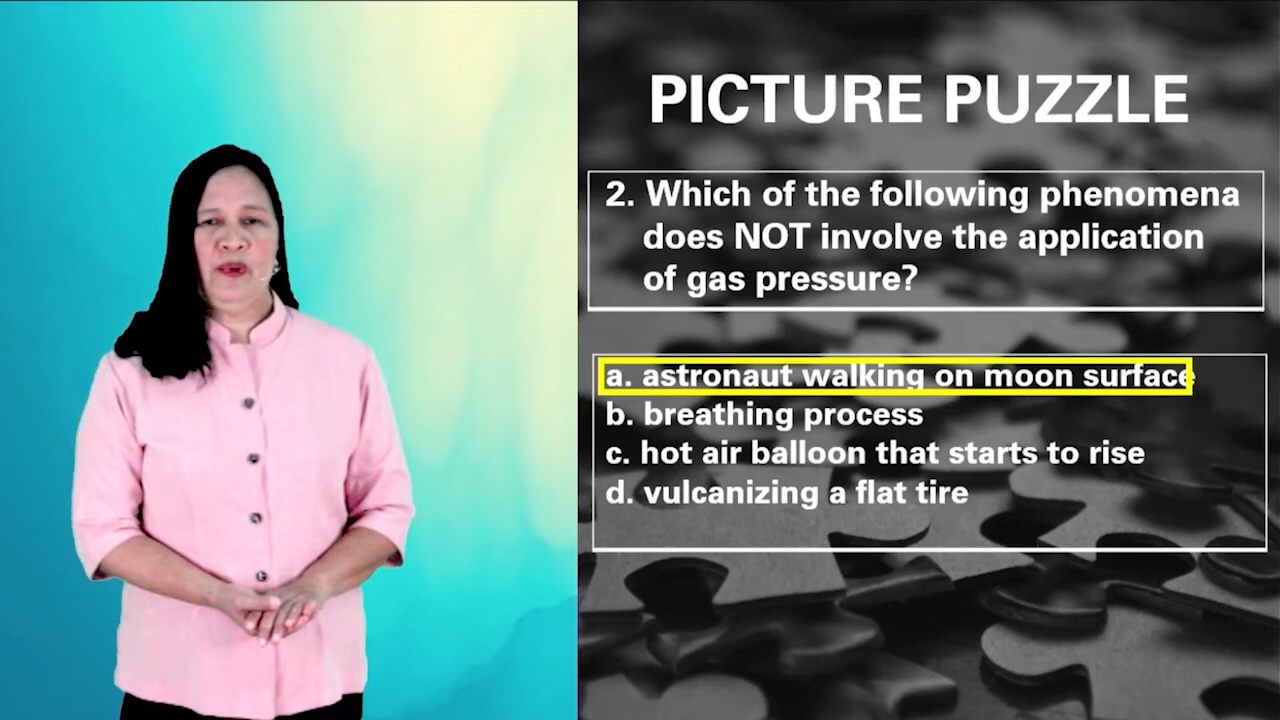 PICTURE PUZZLE
2. Which of the following phenomena
does NOT involve the application
of gas pressure?
a. astronaut walking on moon surface
b. breathing process
c. hot air balloon that starts to rise
d. vulcanizing a flat tire